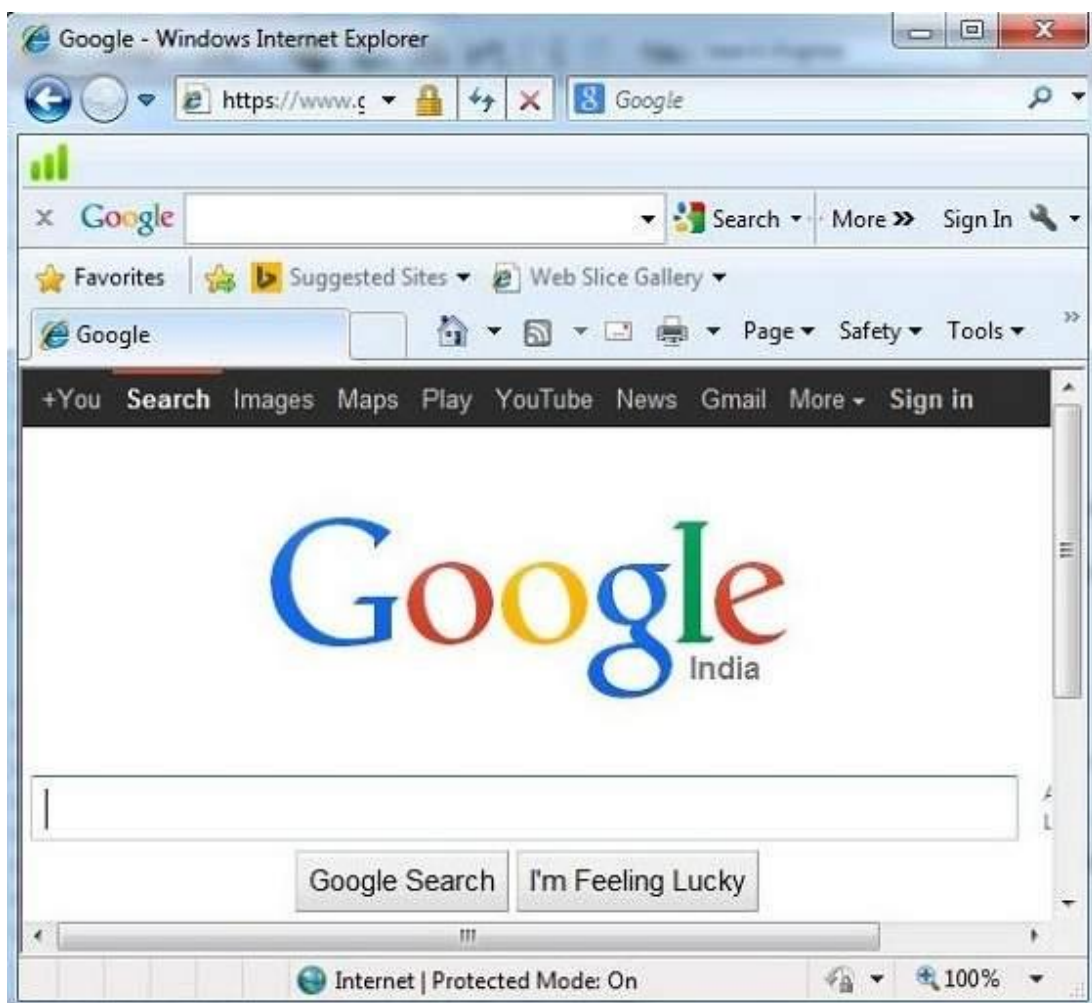 Google - Windows Internet Explorer
https://www.g Google
x Google Search More >> Sign In
Favorites Suggested Sites Web Slice Gallery
Google Page Safety Tools >>
+You Search Images Maps Play YouTube News Gmail More Sign in
Google
India
Google Search I'm Feeling Lucky
Internet | Protected Mode: On 100%